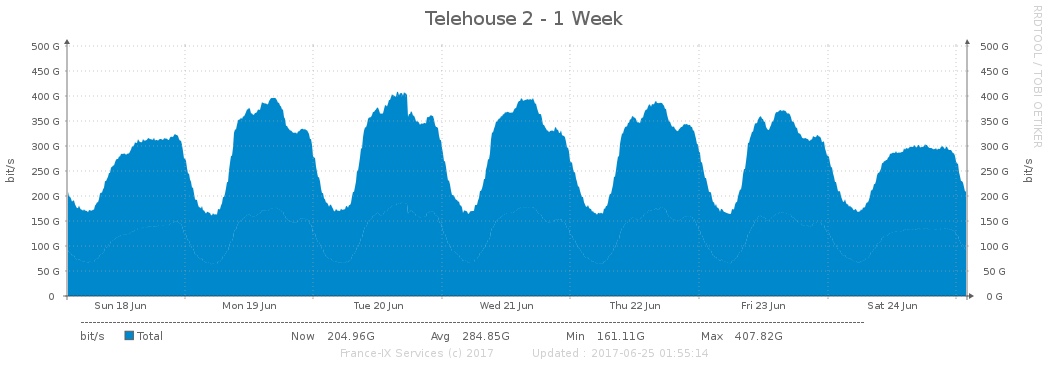 Telehouse 2 - 1 Week
RRDTOOL / TOBI OETIKER
500 G 500 G
450 G 450 G
400 G 400 G
350 G 350 G
300 G 300 G
250 G 250 G
200 G 200 G
150 G 150 G
100 G 100 G
50 G 50 G
0 0 G
bit/s bit/s
Sun 18 Jun Mon 19 Jun Tue 20 Jun Wed 21 Jun Thu 22 Jun Fri 23 Jun Sat 24 Jun
bit/s Total Now 204.96G Avg 284.85G Min 161.11G Max 407.82G
France-IX Services (c) 2017 Updated : 2017-06-25 01:55:14